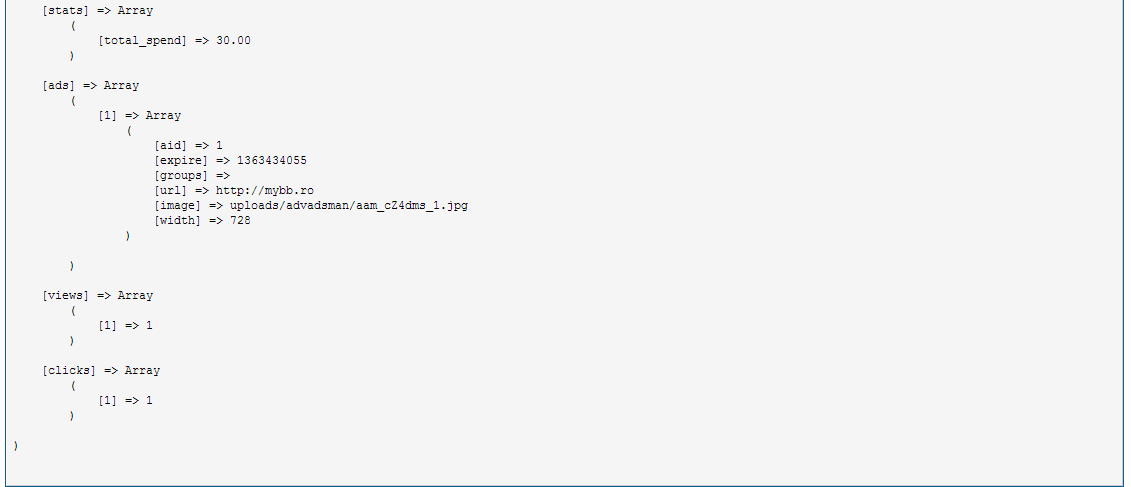 [stats] => Array
(
[total_spend] => 30.00
)
[ads] => Array
(
[1] => Array
(
[aid] => 1
[expire] => 1363434055
[groups] =>
[url] => http://mybb.ro
[image] => uploads/advadsman/aam_cZ4dms_1.jpg
[width] => 728
)
)
[views] => Array
(
[1] => 1
)
[clicks] => Array
(
[1] => 1
)
)